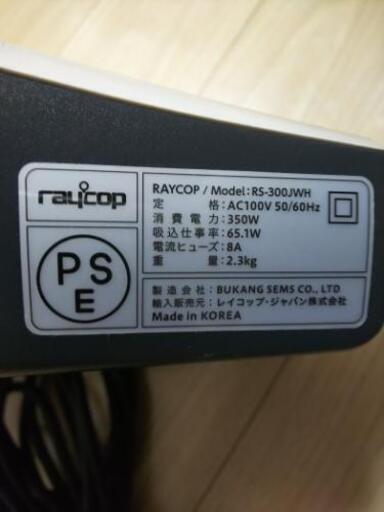 raycop
RAYCOP / Model:RS-300JWH
定格:AC100V 50/60Hz
消費電力:350W
吸込仕事率:65.1W
電流ヒューズ:8A
重量:2.3kg
PS
E
製造会社:BUKANG SEMS CO., LTD
輸入販売元:レイコップ・ジャパン株式会社
Made in KOREA